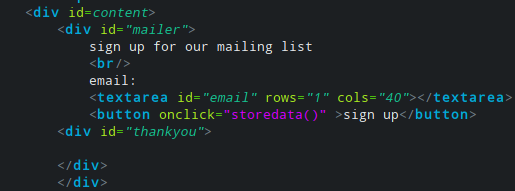 <div id=content>
<div id="mailer">
sign up for our mailing list
<br/>
email:
<textarea id="email" rows="1" cols="40"></textarea>
<button onclick="storedata()" >sign up</button>
<div id="thankyou">
</div>
</div>